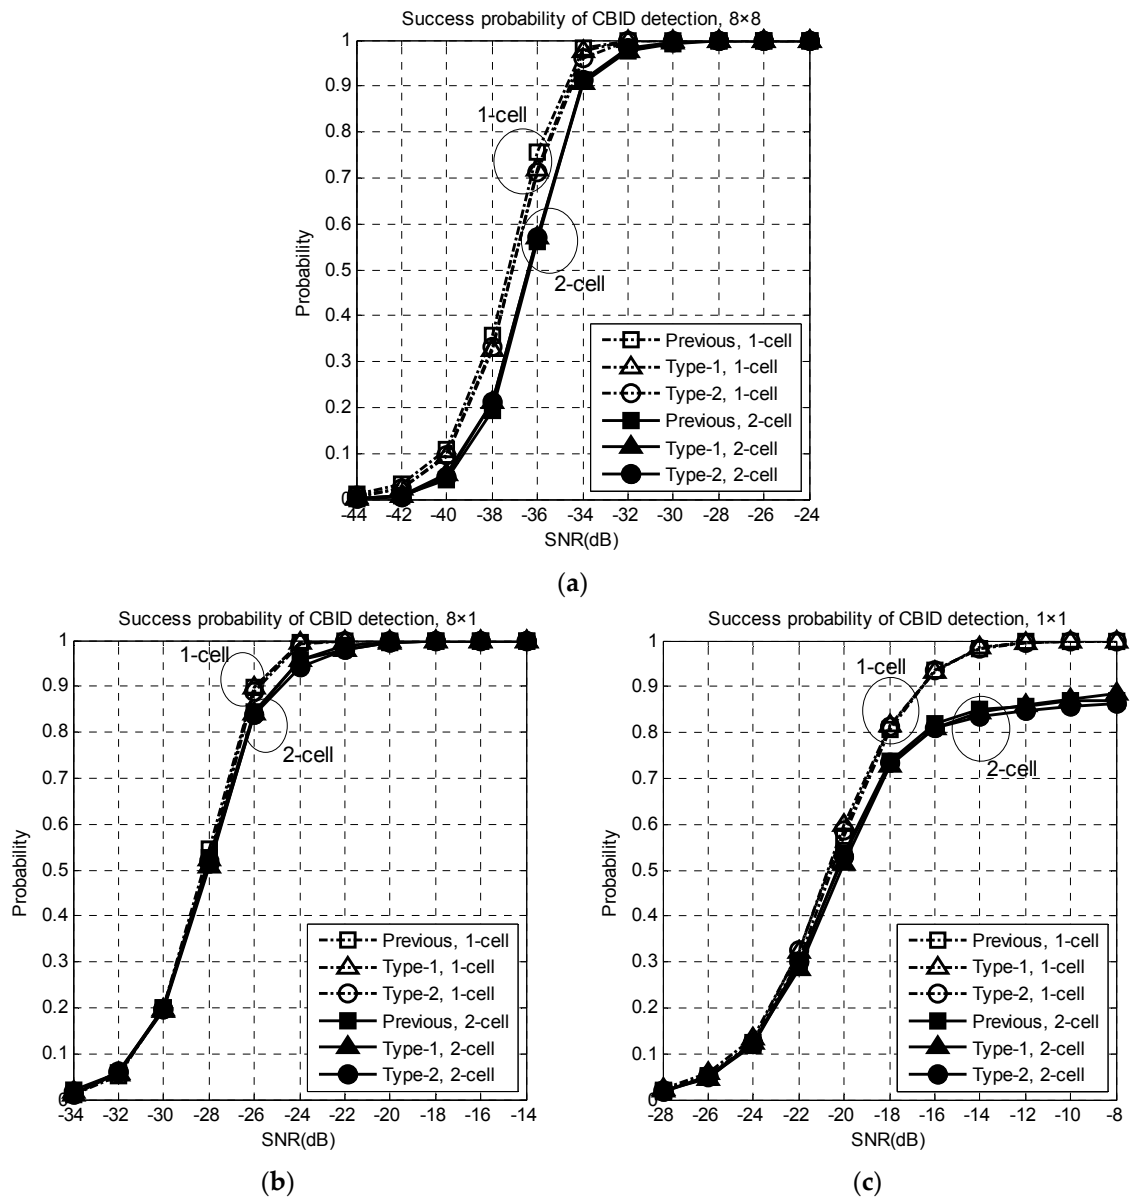 Success probability of CBID detection, 8×8
1
0.9
0.8
0.7
0.6
0.5
0.4
0.3
0.2
0.1
0
Probability
1-cell
2-cell
Previous, 1-cell
Type-1, 1-cell
Type-2, 1-cell
Previous, 2-cell
Type-1, 2-cell
Type-2, 2-cell
-44 -42 -40 -38 -36 -34 -32 -30 -28 -26 -24
SNR(dB)
(a)
Success probability of CBID detection, 8×1
1
0.9
0.8
0.7
0.6
0.5
0.4
0.3
0.2
0.1
0
Probability
1-cell
2-cell
Previous, 1-cell
Type-1, 1-cell
Type-2, 1-cell
Previous, 2-cell
Type-1, 2-cell
Type-2, 2-cell
-34 -32 -30 -28 -26 -24 -22 -20 -18 -16 -14
SNR(dB)
(b)
Success probability of CBID detection, 1×1
1
0.9
0.8
0.7
0.6
0.5
0.4
0.3
0.2
0.1
0
Probability
1-cell
2-cell
Previous, 1-cell
Type-1, 1-cell
Type-2, 1-cell
Previous, 2-cell
Type-1, 2-cell
Type-2, 2-cell
-28 -26 -24 -22 -20 -18 -16 -14 -12 -10 -8
SNR(dB)
(c)